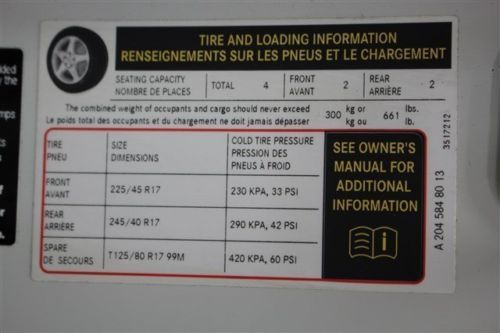 TIRE AND LOADING INFORMATION
RENSEIGNEMENTS SUR LES PNEUS ET LE CHARGEMENT
SEATING CAPACITY
NOMBRE DE PLACES
TOTAL 4
FRONT
AVANT
2
REAR
ARRIÈRE
2
The combined weight of occupants and cargo should never exceed
Le poids total des occupants et du chargement ne doit jamais dépasser
300 kg or
kg ou
661 lbs.
lb.
TIRE
PNEU
SIZE
DIMENSIONS
COLD TIRE PRESSURE
PRESSION DES
PNEUS À FROID
FRONT
AVANT
225/45 R17
230 KPA, 33 PSI
REAR
ARRIÈRE
245/40 R17
290 KPA, 42 PSI
SPARE
DE SECOURS
T125/80 R17 99M
420 KPA, 60 PSI
SEE OWNER'S
MANUAL FOR
ADDITIONAL
INFORMATION
i
3517212
A 204 584 80 13
the